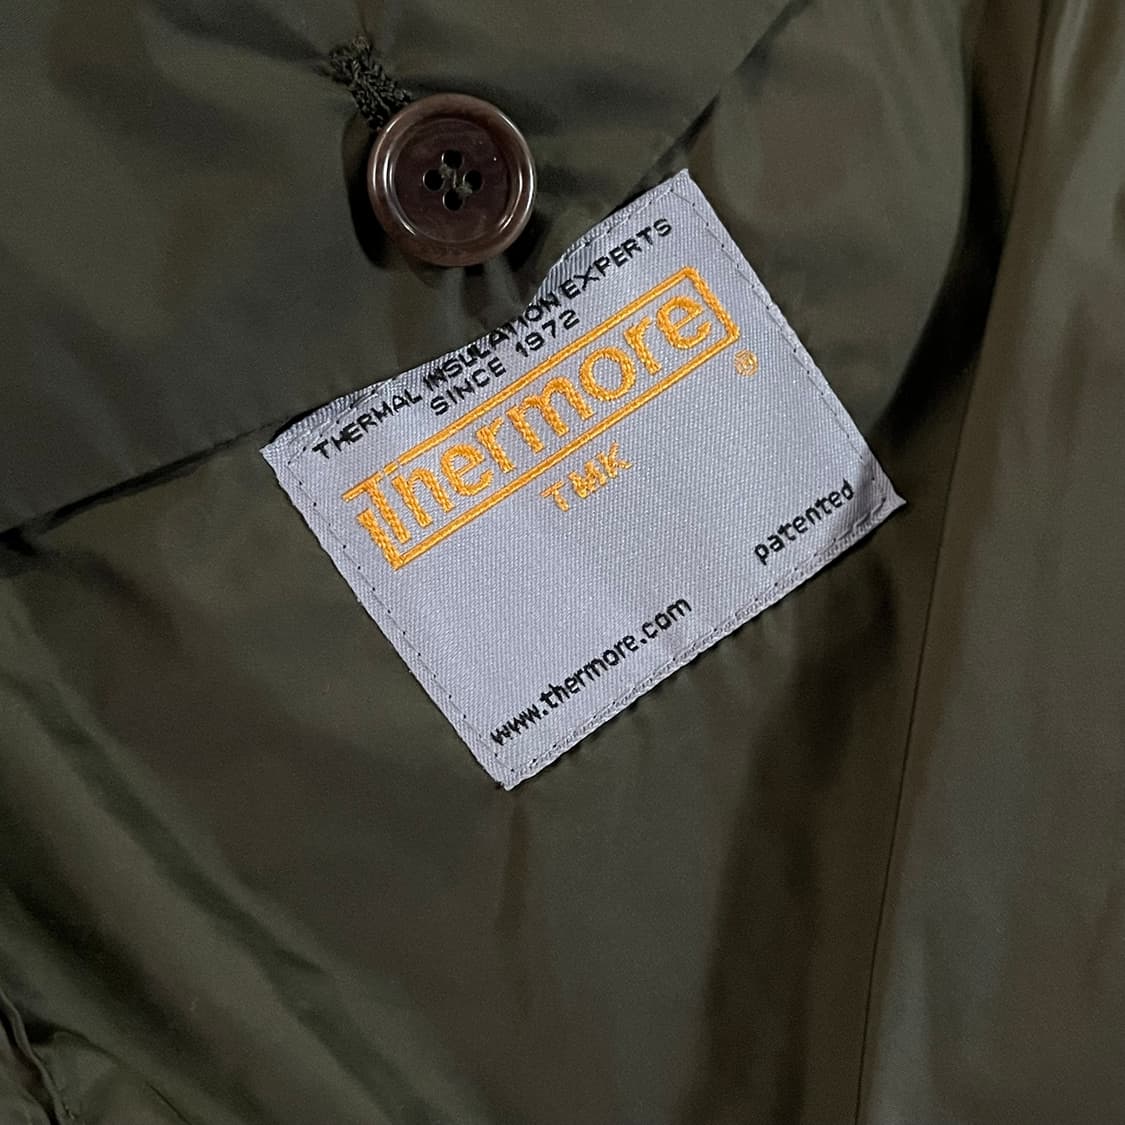 THERMAL INSULATION EXPERTS
SINCE 1972
Thermore
®
TMK
patented
www.thermore.com